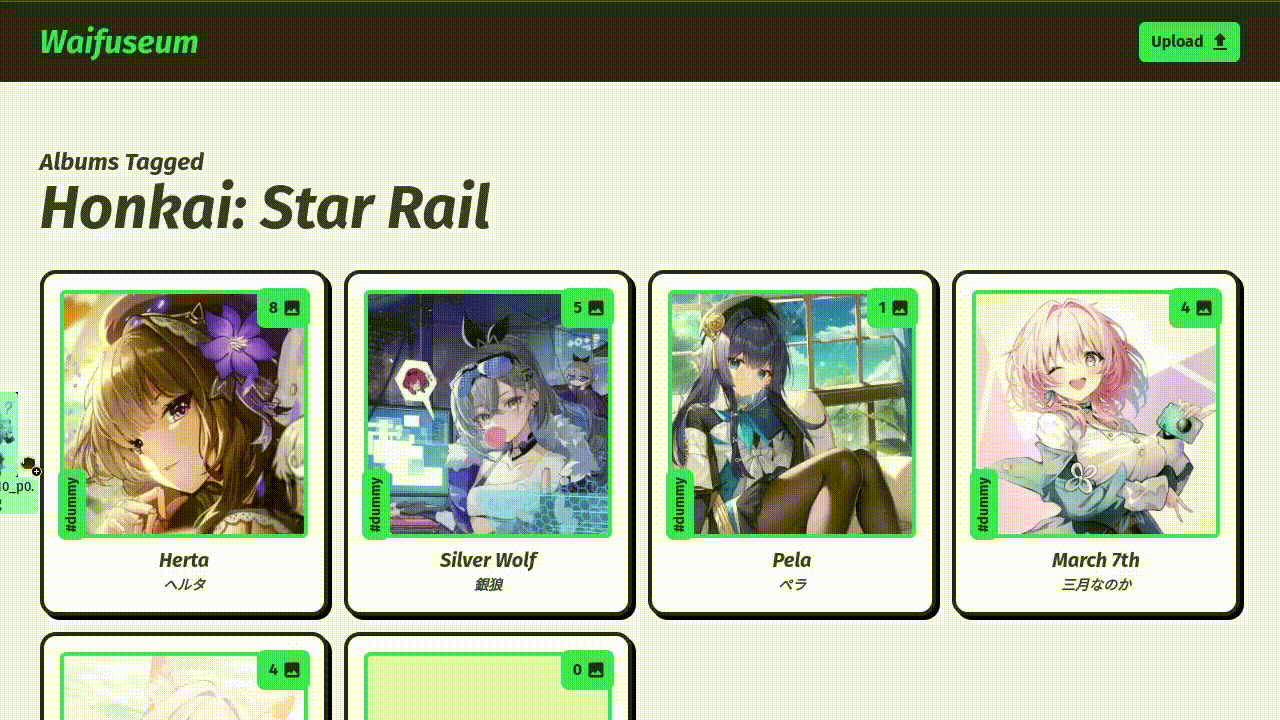 Waifuseum
Upload
Albums Tagged
Honkai: Star Rail
8
#dummy
Herta
ヘルタ
5
#dummy
Silver Wolf
銀狼
1
#dummy
Pela
ペラ
4
#dummy
March 7th
三月なのか
4
0
_p0.